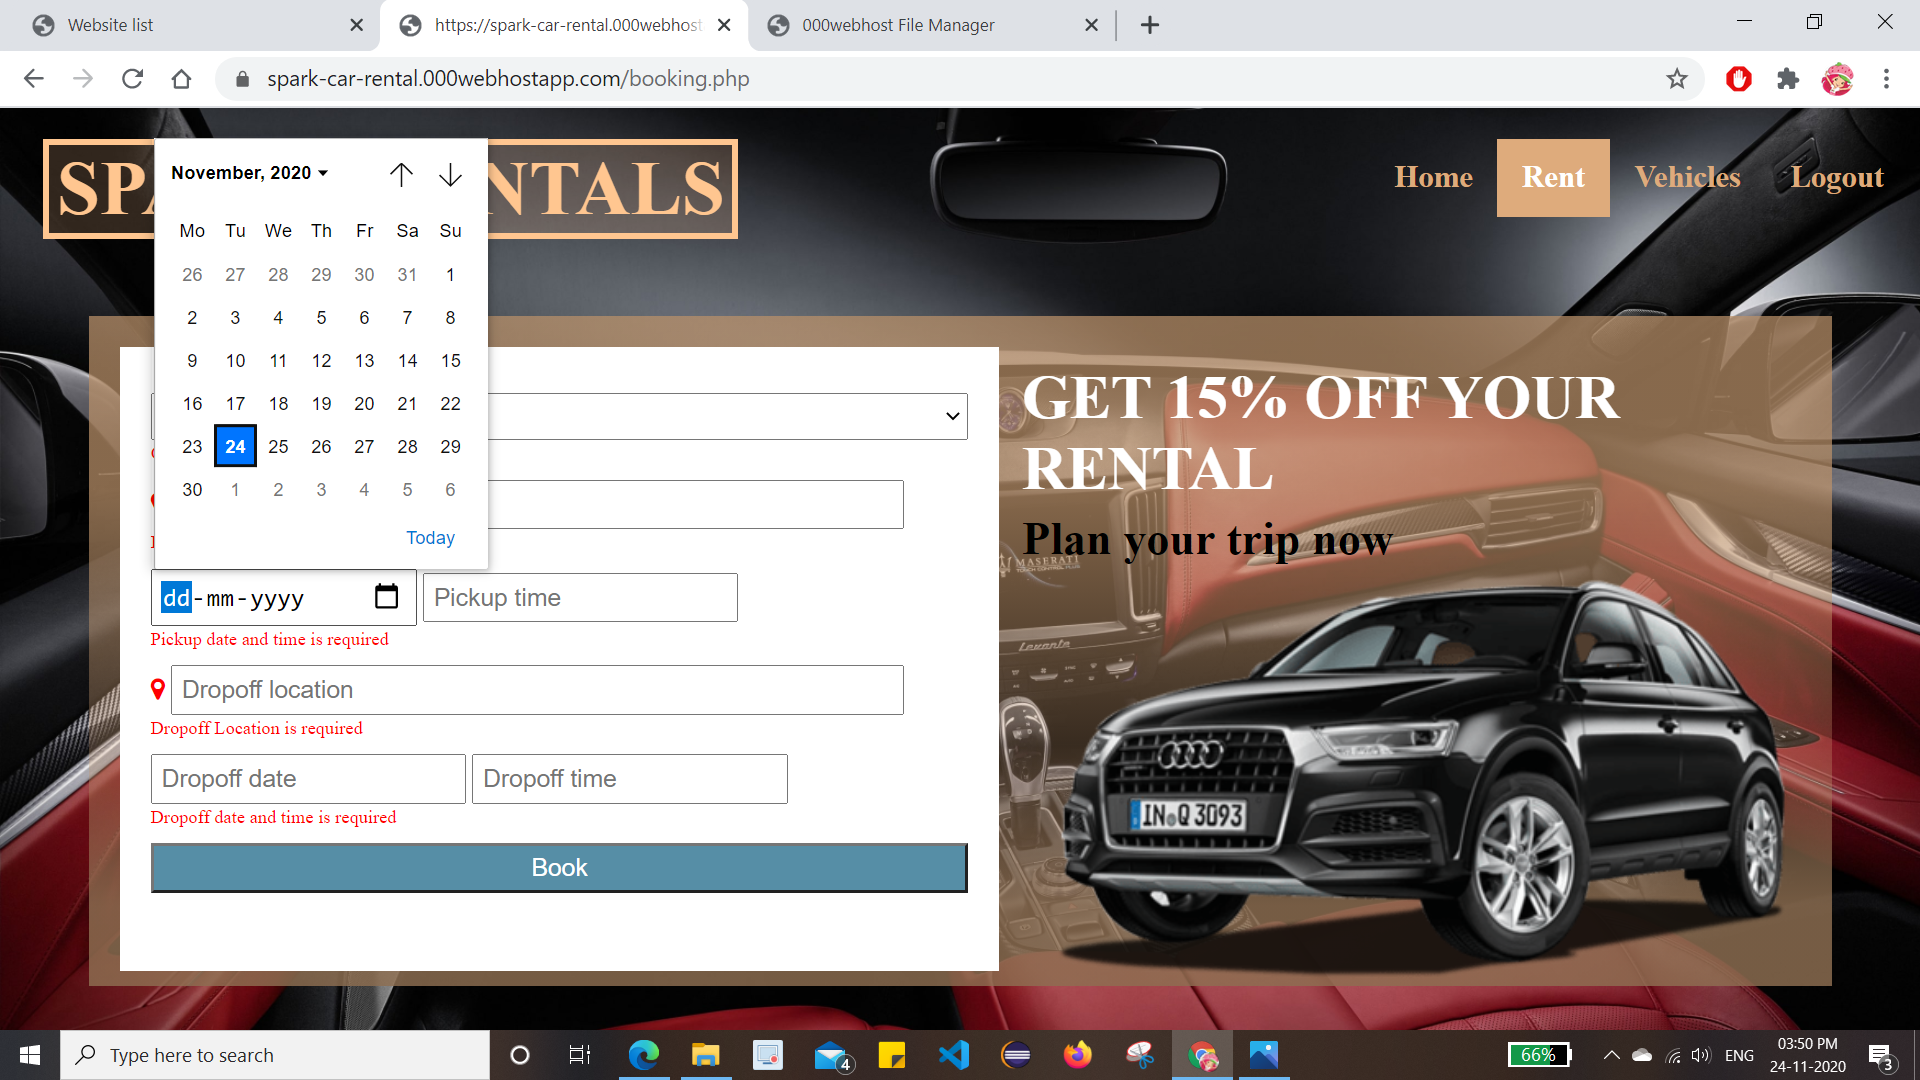 Website list
https://spark-car-rental.000webhost
000webhost File Manager
spark-car-rental.000webhostapp.com/booking.php
SPA
NTALS
Home
Rent
Vehicles
Logout
November, 2020
Mo Tu We Th Fr Sa Su
26 27 28 29 30 31 1
2 3 4 5 6 7 8
9 10 11 12 13 14 15
16 17 18 19 20 21 22
23 24 25 26 27 28 29
30 1 2 3 4 5 6
Today
dd-mm-yyyy
Pickup time
Pickup date and time is required
Dropoff location
Dropoff Location is required
Dropoff date
Dropoff time
Dropoff date and time is required
Book
GET 15% OFF YOUR
RENTAL
Plan your trip now
MASERATI
Levante
IN Q 3093
Type here to search
4
66%
ENG
03:50 PM
24-11-2020
3